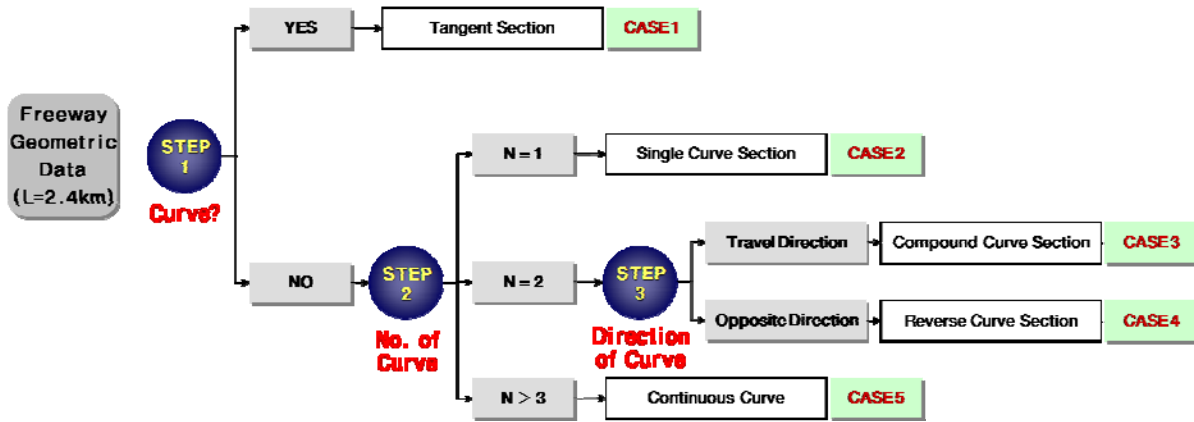 Freeway
Geometric
Data
(L=2.4km)
STEP
1
Curve?
YES
Tangent Section
CASE1
NO
STEP
2
No. of
Curve
N = 1
Single Curve Section
CASE2
N = 2
STEP
3
Direction
of Curve
Travel Direction
Compound Curve Section
CASE3
Opposite Direction
Reverse Curve Section
CASE4
N > 3
Continuous Curve
CASE5